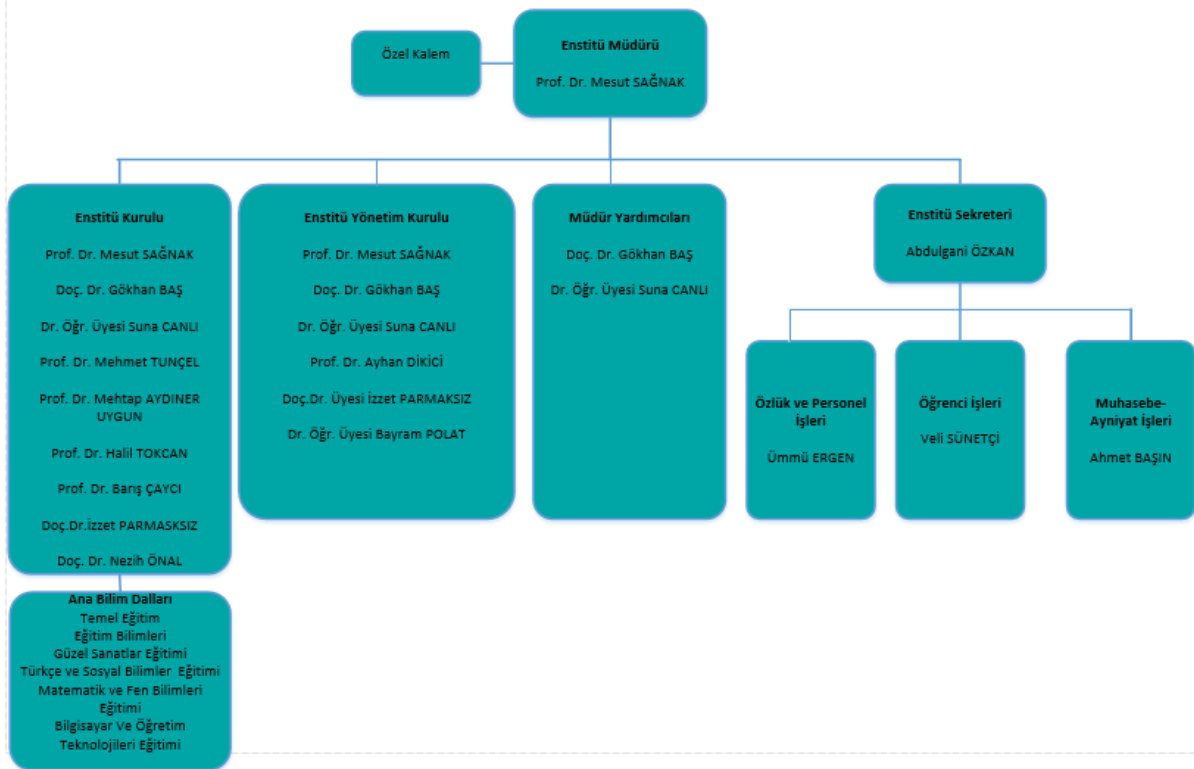 Özel Kalem
Enstitü Müdürü
Prof. Dr. Mesut SAĞNAK
Enstitü Kurulu
Prof. Dr. Mesut SAĞNAK
Doç. Dr. Gökhan BAŞ
Dr. Öğr. Üyesi Suna CANLI
Prof. Dr. Mehmet TUNÇEL
Prof. Dr. Mehtap AYDINER
UYGUN
Prof. Dr. Halil TOKCAN
Prof. Dr. Barış ÇAYCI
Doç.Dr.İzzet PARMASKSIZ
Doç. Dr. Nezih ÖNAL
Ana Bilim Dalları
Temel Eğitim
Eğitim Bilimleri
Güzel Sanatlar Eğitimi
Türkçe ve Sosyal Bilimler Eğitimi
Matematik ve Fen Bilimleri
Eğitimi
Bilgisayar Ve Öğretim
Teknolojileri Eğitimi
Enstitü Yönetim Kurulu
Prof. Dr. Mesut SAĞNAK
Doç. Dr. Gökhan BAŞ
Dr. Öğr. Üyesi Suna CANLI
Prof. Dr. Ayhan DİKİCİ
Doç.Dr. Üyesi İzzet PARMAKSIZ
Dr. Öğr. Üyesi Bayram POLAT
Müdür Yardımcıları
Doç. Dr. Gökhan BAŞ
Dr. Öğr. Üyesi Suna CANLI
Enstitü Sekreteri
Abdulgani ÖZKAN
Özlük ve Personel
İşleri
Ümmü ERGEN
Öğrenci İşleri
Veli SÜNETÇİ
Muhasebe-
Ayniyat İşleri
Ahmet BAŞIN